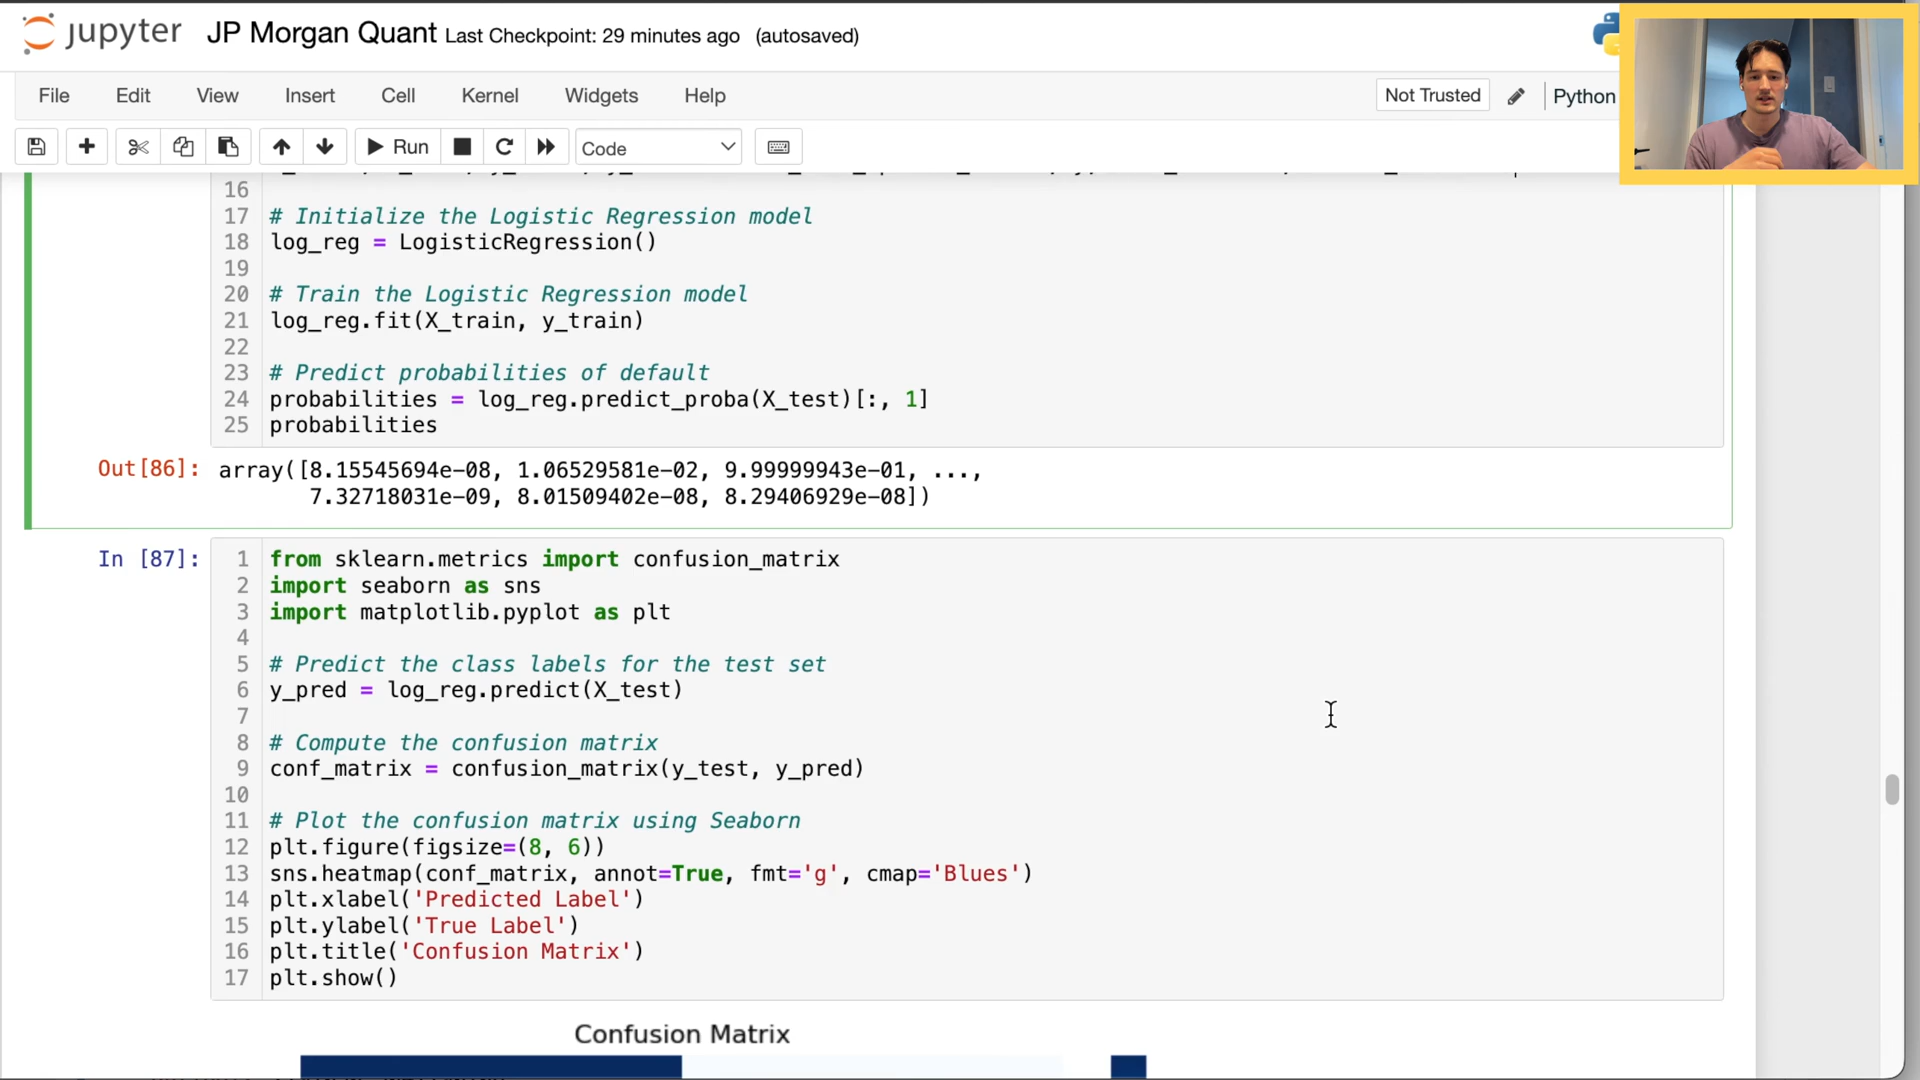 jupyter JP Morgan Quant Last Checkpoint: 29 minutes ago (autosaved)
File Edit View Insert Cell Kernel Widgets Help Not Trusted Python
Run Code
16
17 # Initialize the Logistic Regression model
18 log_reg = LogisticRegression()
19
20 # Train the Logistic Regression model
21 log_reg.fit(X_train, y_train)
22
23 # Predict probabilities of default
24 probabilities = log_reg.predict_proba(X_test)[:, 1]
25 probabilities
Out[86]: array([8.15545694e-08, 1.06529581e-02, 9.99999943e-01, ...,
7.32718031e-09, 8.01509402e-08, 8.29406929e-08])
In [87]: 1 from sklearn.metrics import confusion_matrix
2 import seaborn as sns
3 import matplotlib.pyplot as plt
4
5 # Predict the class labels for the test set
6 y_pred = log_reg.predict(X_test)
7
8 # Compute the confusion matrix
9 conf_matrix = confusion_matrix(y_test, y_pred)
10
11 # Plot the confusion matrix using Seaborn
12 plt.figure(figsize=(8, 6))
13 sns.heatmap(conf_matrix, annot=True, fmt='g', cmap='Blues')
14 plt.xlabel('Predicted Label')
15 plt.ylabel('True Label')
16 plt.title('Confusion Matrix')
17 plt.show()
Confusion Matrix